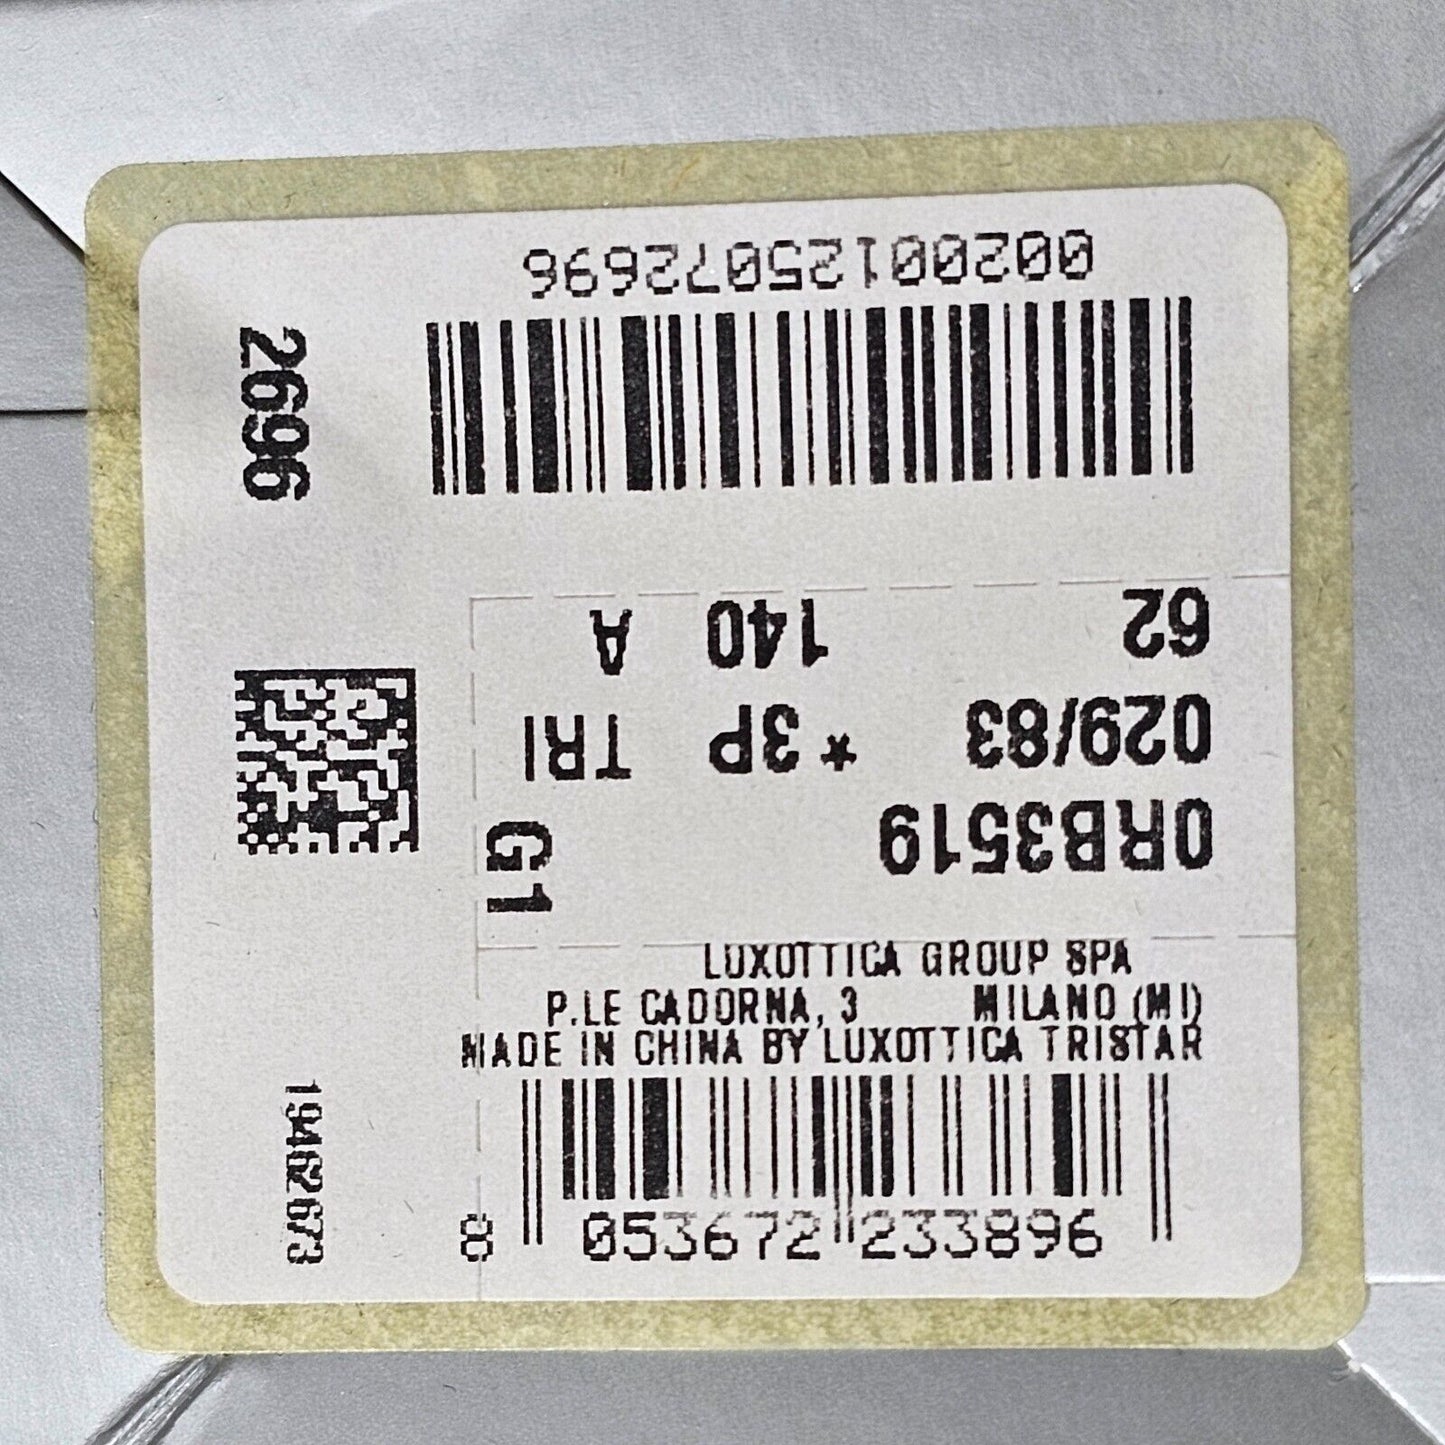 00200125072696
2696
62 140 A
029/83 * 3P TRI
0RB3519
G1
LUXOTTICA GROUP SPA
P.LE CADORNA, 3 MILANO (MI)
MADE IN CHINA BY LUXOTTICA TRISTAR
8 053672 233896
19462673